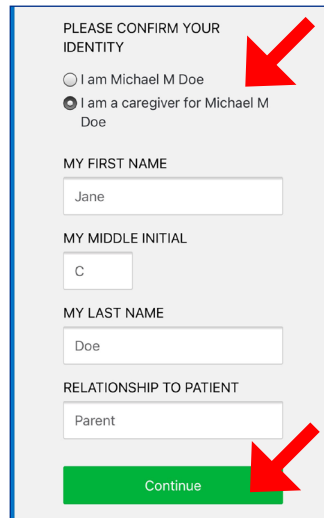 PLEASE CONFIRM YOUR
IDENTITY
I am Michael M Doe
I am a caregiver for Michael M
Doe
MY FIRST NAME
Jane
MY MIDDLE INITIAL
C
MY LAST NAME
Doe
RELATIONSHIP TO PATIENT
Parent
Continue